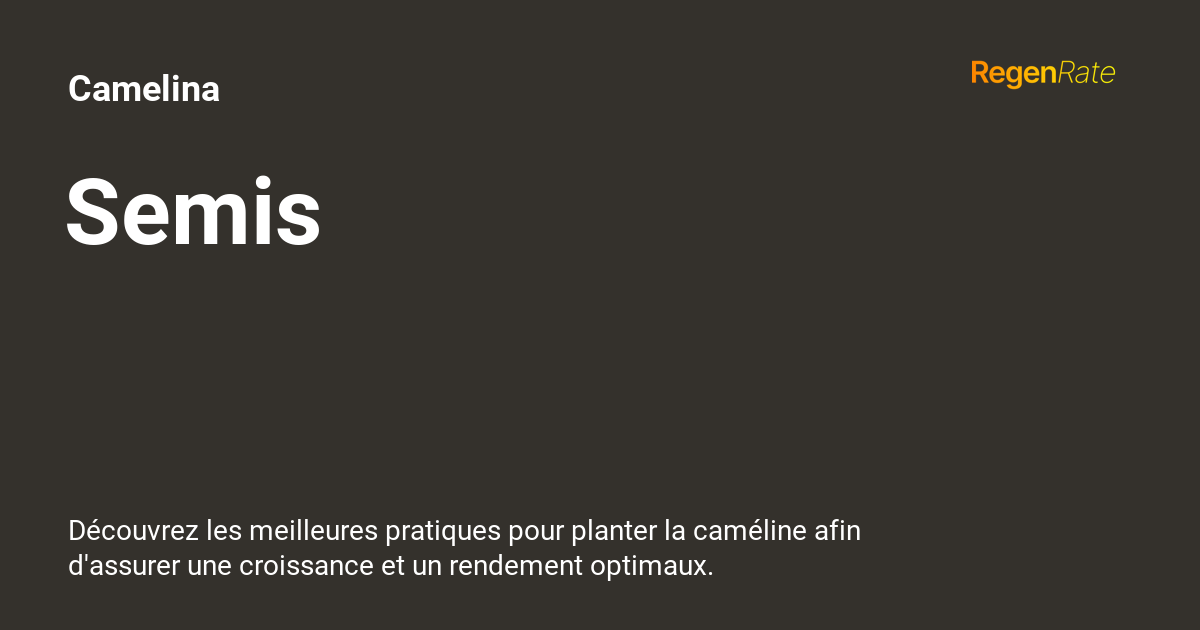 Camelina
RegenRate
Semis
Découvrez les meilleures pratiques pour planter la caméline afin
d'assurer une croissance et un rendement optimaux.